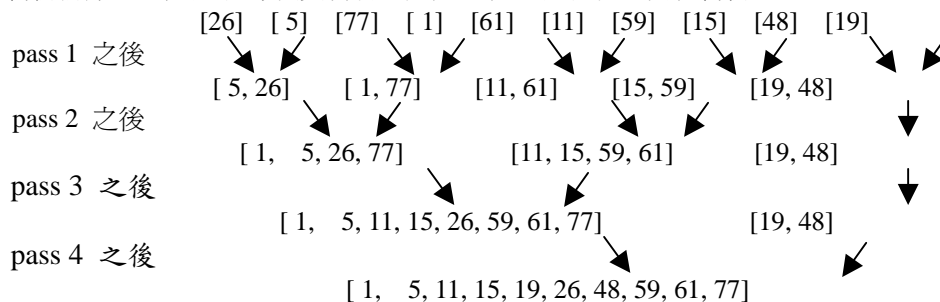 [26] [ 5] [77] [ 1] [61] [11] [59] [15] [48] [19]
pass 1 之後
[ 5, 26] [ 1, 77] [11, 61] [15, 59] [19, 48]
pass 2 之後
[ 1, 5, 26, 77] [11, 15, 59, 61] [19, 48]
pass 3 之後
[ 1, 5, 11, 15, 26, 59, 61, 77] [19, 48]
pass 4 之後
[ 1, 5, 11, 15, 19, 26, 48, 59, 61, 77]